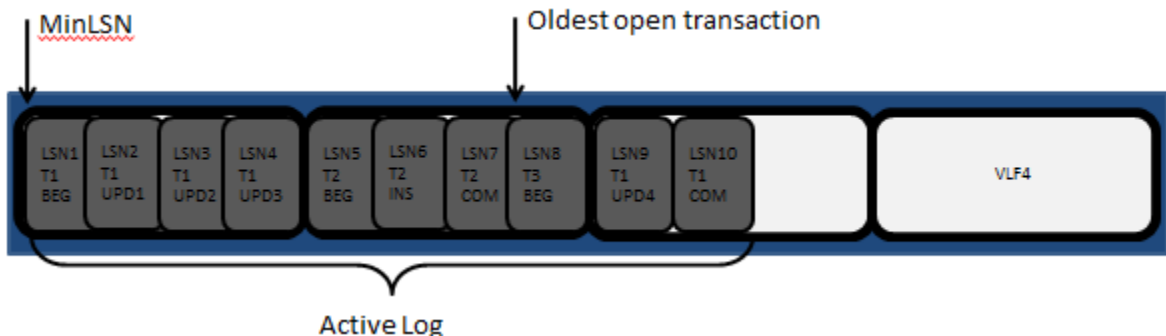 MinLSN
Oldest open transaction
LSN1
T1
BEG
LSN2
T1
UPD1
LSN3
T1
UPD2
LSN4
T1
UPD3
LSN5
T2
BEG
LSN6
T2
INS
LSN7
T2
COM
LSN8
T3
BEG
LSN9
T1
UPD4
LSN10
T1
COM
VLF4
Active Log